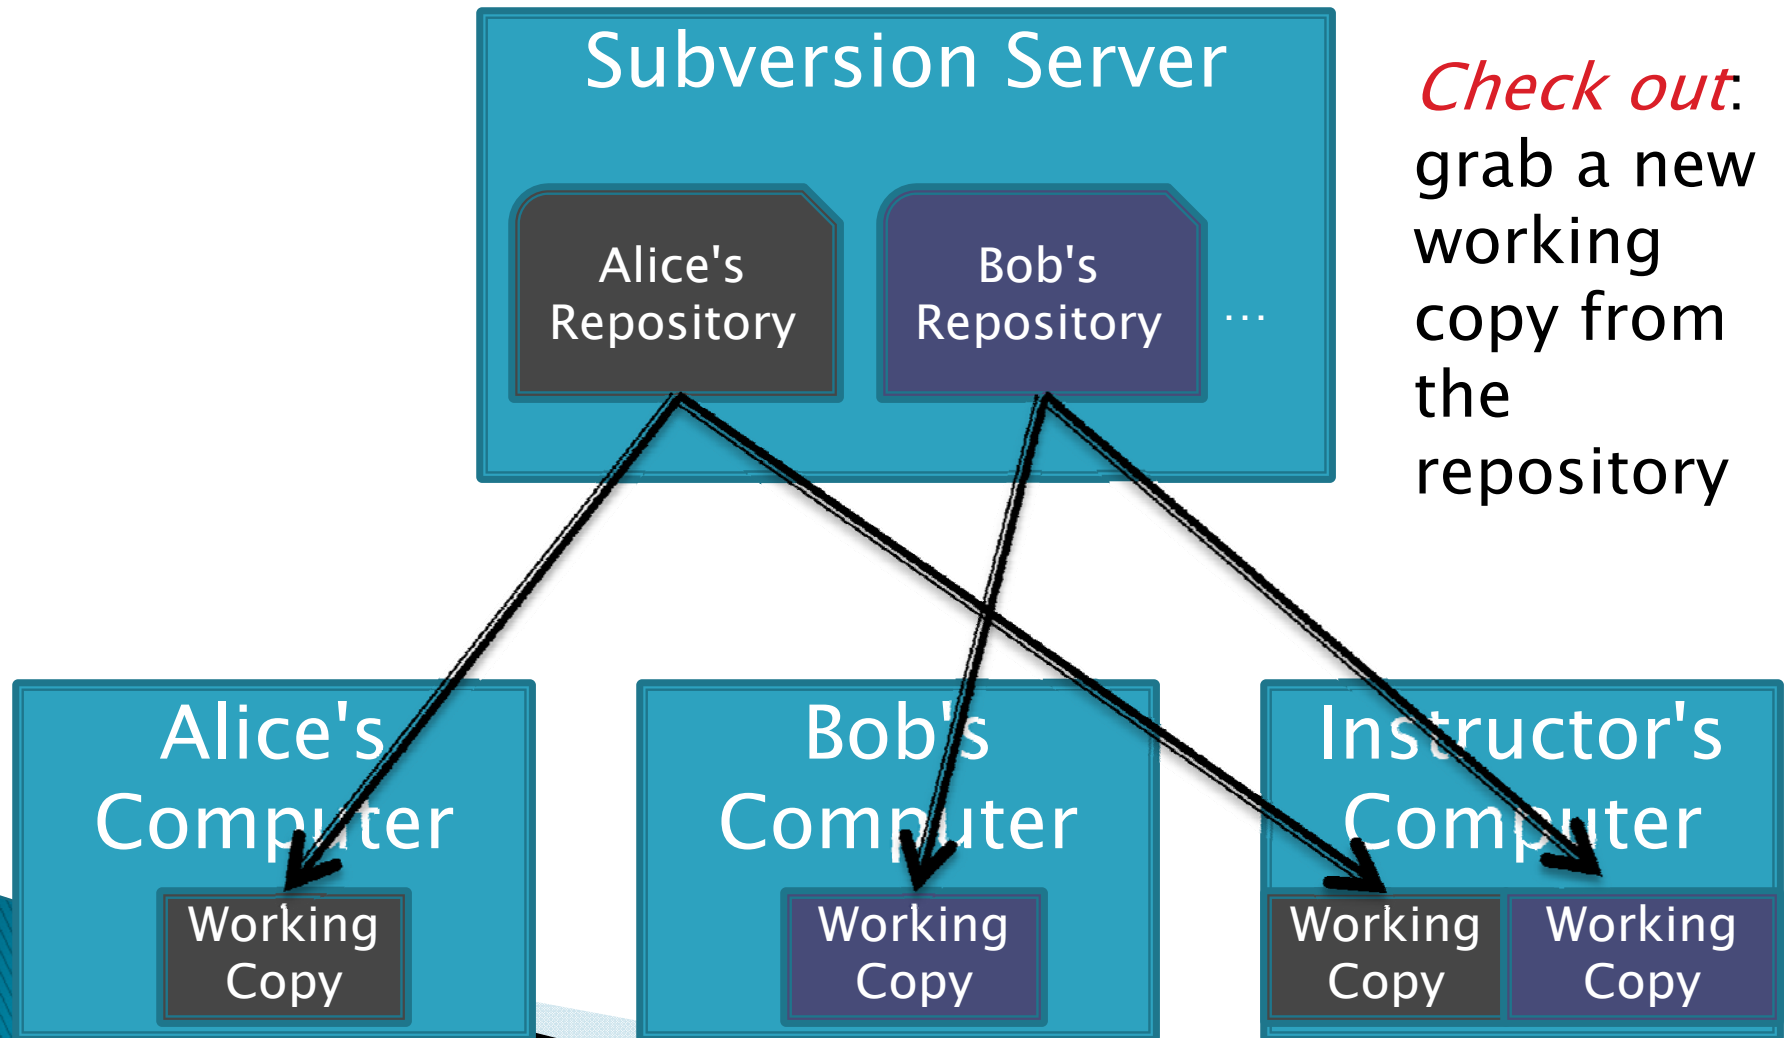 Subversion Server
Check out:
grab a new
working
copy from
the
repository
Alice's
Repository
Bob's
Repository
...
Alice's
Computer
Working
Copy
Bob's
Computer
Working
Copy
Instructor's
Computer
Working
Copy
Working
Copy